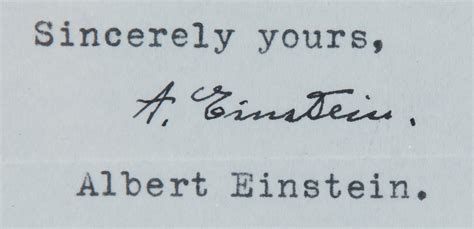 Sincerely yours,
A. Einstein.
Albert Einstein.